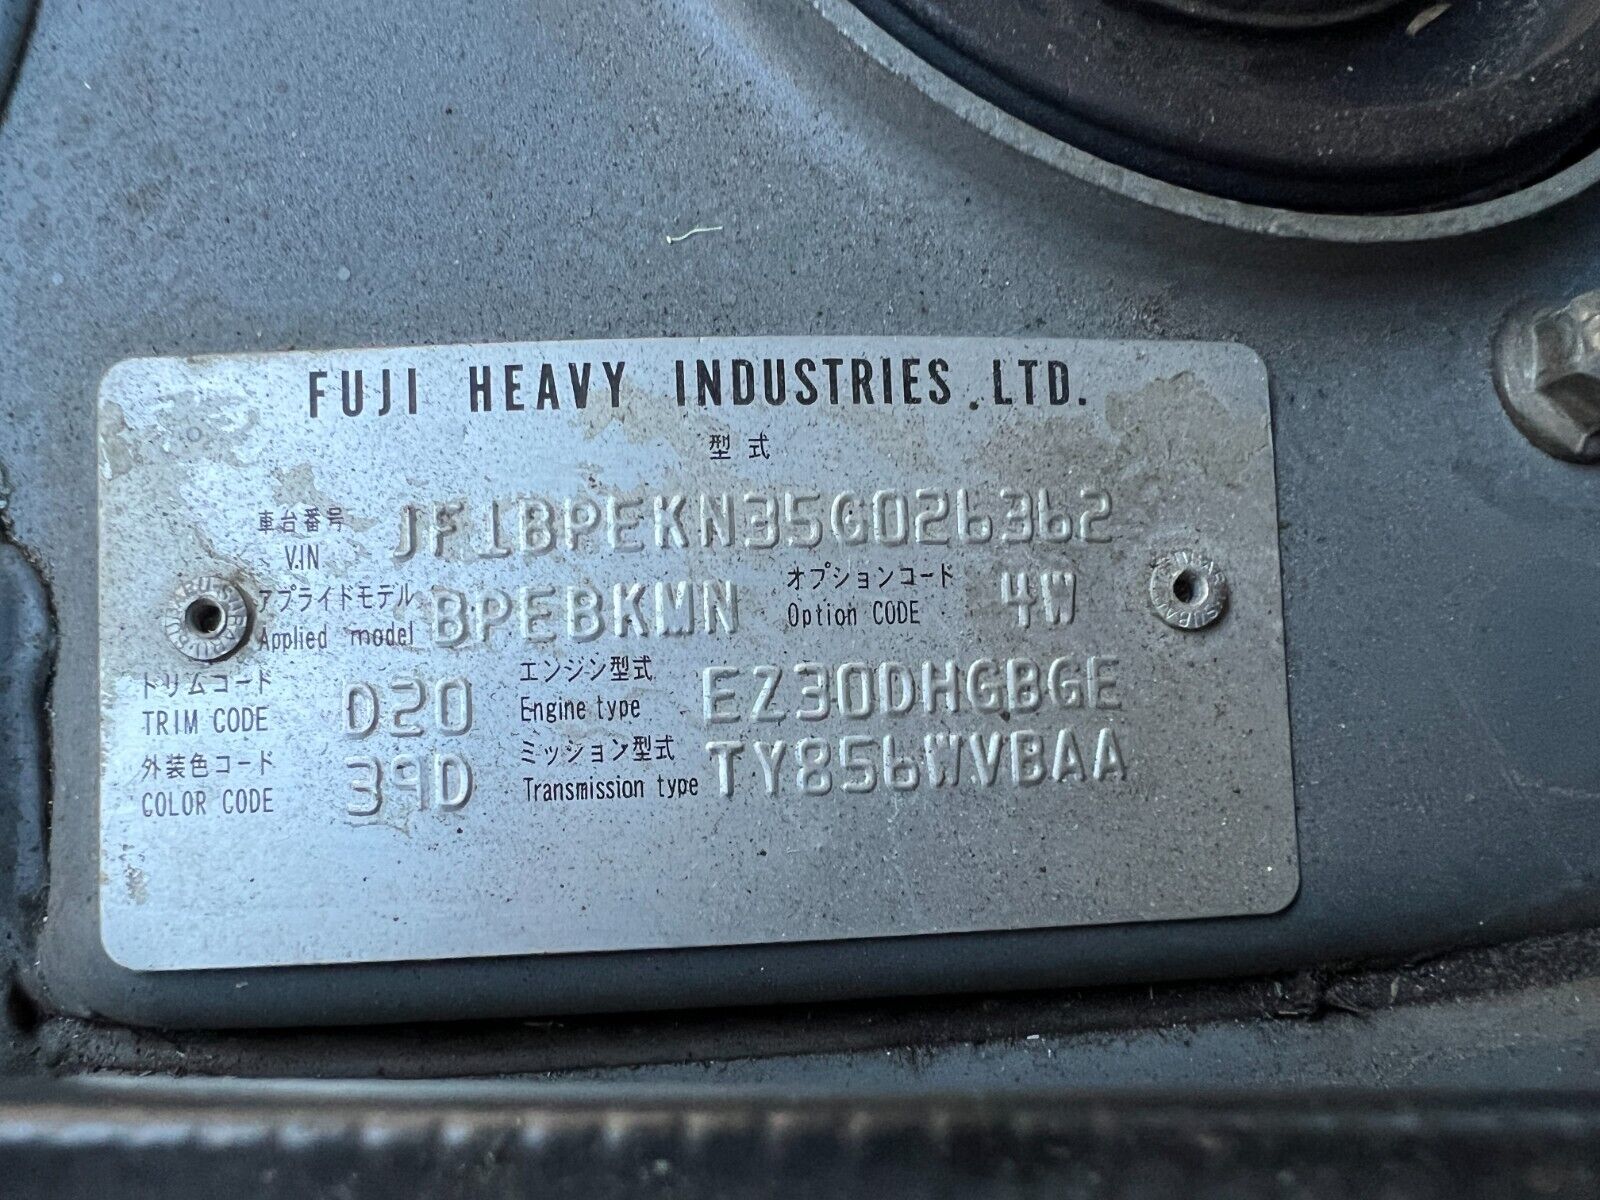 FUJI HEAVY INDUSTRIES LTD.
型式
車台番号 JF1BPEKN35G026362
VIN
アプライドモデル BPEBKMN オプションコード 4W
Applied model Option CODE
トリムコード D20 エンジン型式 EZ30DHGBGE
TRIM CODE Engine type
外装色コード 39D ミッション型式 TY856WVBAA
COLOR CODE Transmission type